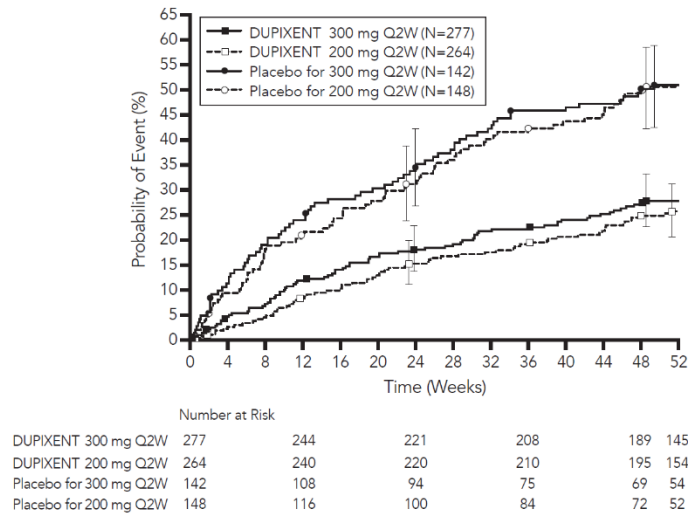 65
60
55
50
45
40
35
30
25
20
15
10
5
0
Probability of Event (%)
DUPIXENT 300 mg Q2W (N=277)
DUPIXENT 200 mg Q2W (N=264)
Placebo for 300 mg Q2W (N=142)
Placebo for 200 mg Q2W (N=148)
0 4 8 12 16 20 24 28 32 36 40 44 48 52
Time (Weeks)
Number at Risk
DUPIXENT 300 mg Q2W 277 244 221 208 189 145
DUPIXENT 200 mg Q2W 264 240 220 210 195 154
Placebo for 300 mg Q2W 142 108 94 75 69 54
Placebo for 200 mg Q2W 148 116 100 84 72 52